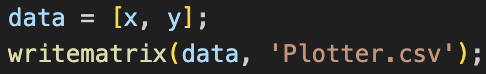 data = [x, y];
writematrix(data, 'Plotter.csv');